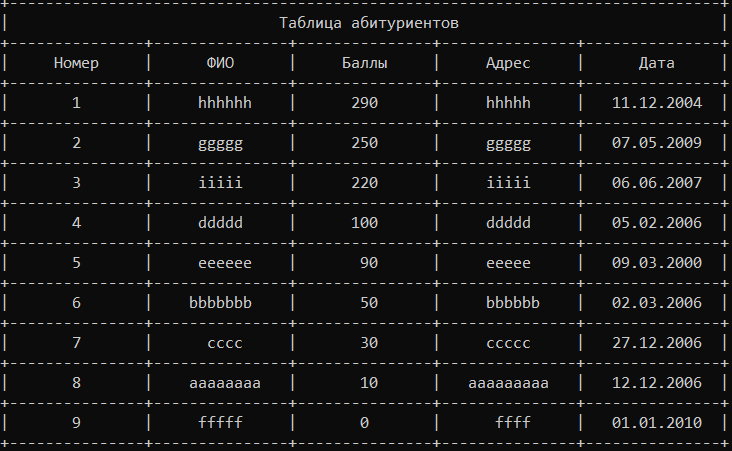 Таблица абитуриентов
Номер ФИО Баллы Адрес Дата
1 hhhhhh 290 hhhhh 11.12.2004
2 ggggg 250 ggggg 07.05.2009
3 iiiii 220 iiiii 06.06.2007
4 ddddd 100 ddddd 05.02.2006
5 eeeeee 90 eeeee 09.03.2000
6 bbbbbbb 50 bbbbbb 02.03.2006
7 cccc 30 ccccc 27.12.2006
8 aaaaaaaa 10 aaaaaaaaa 12.12.2006
9 fffff 0 ffff 01.01.2010